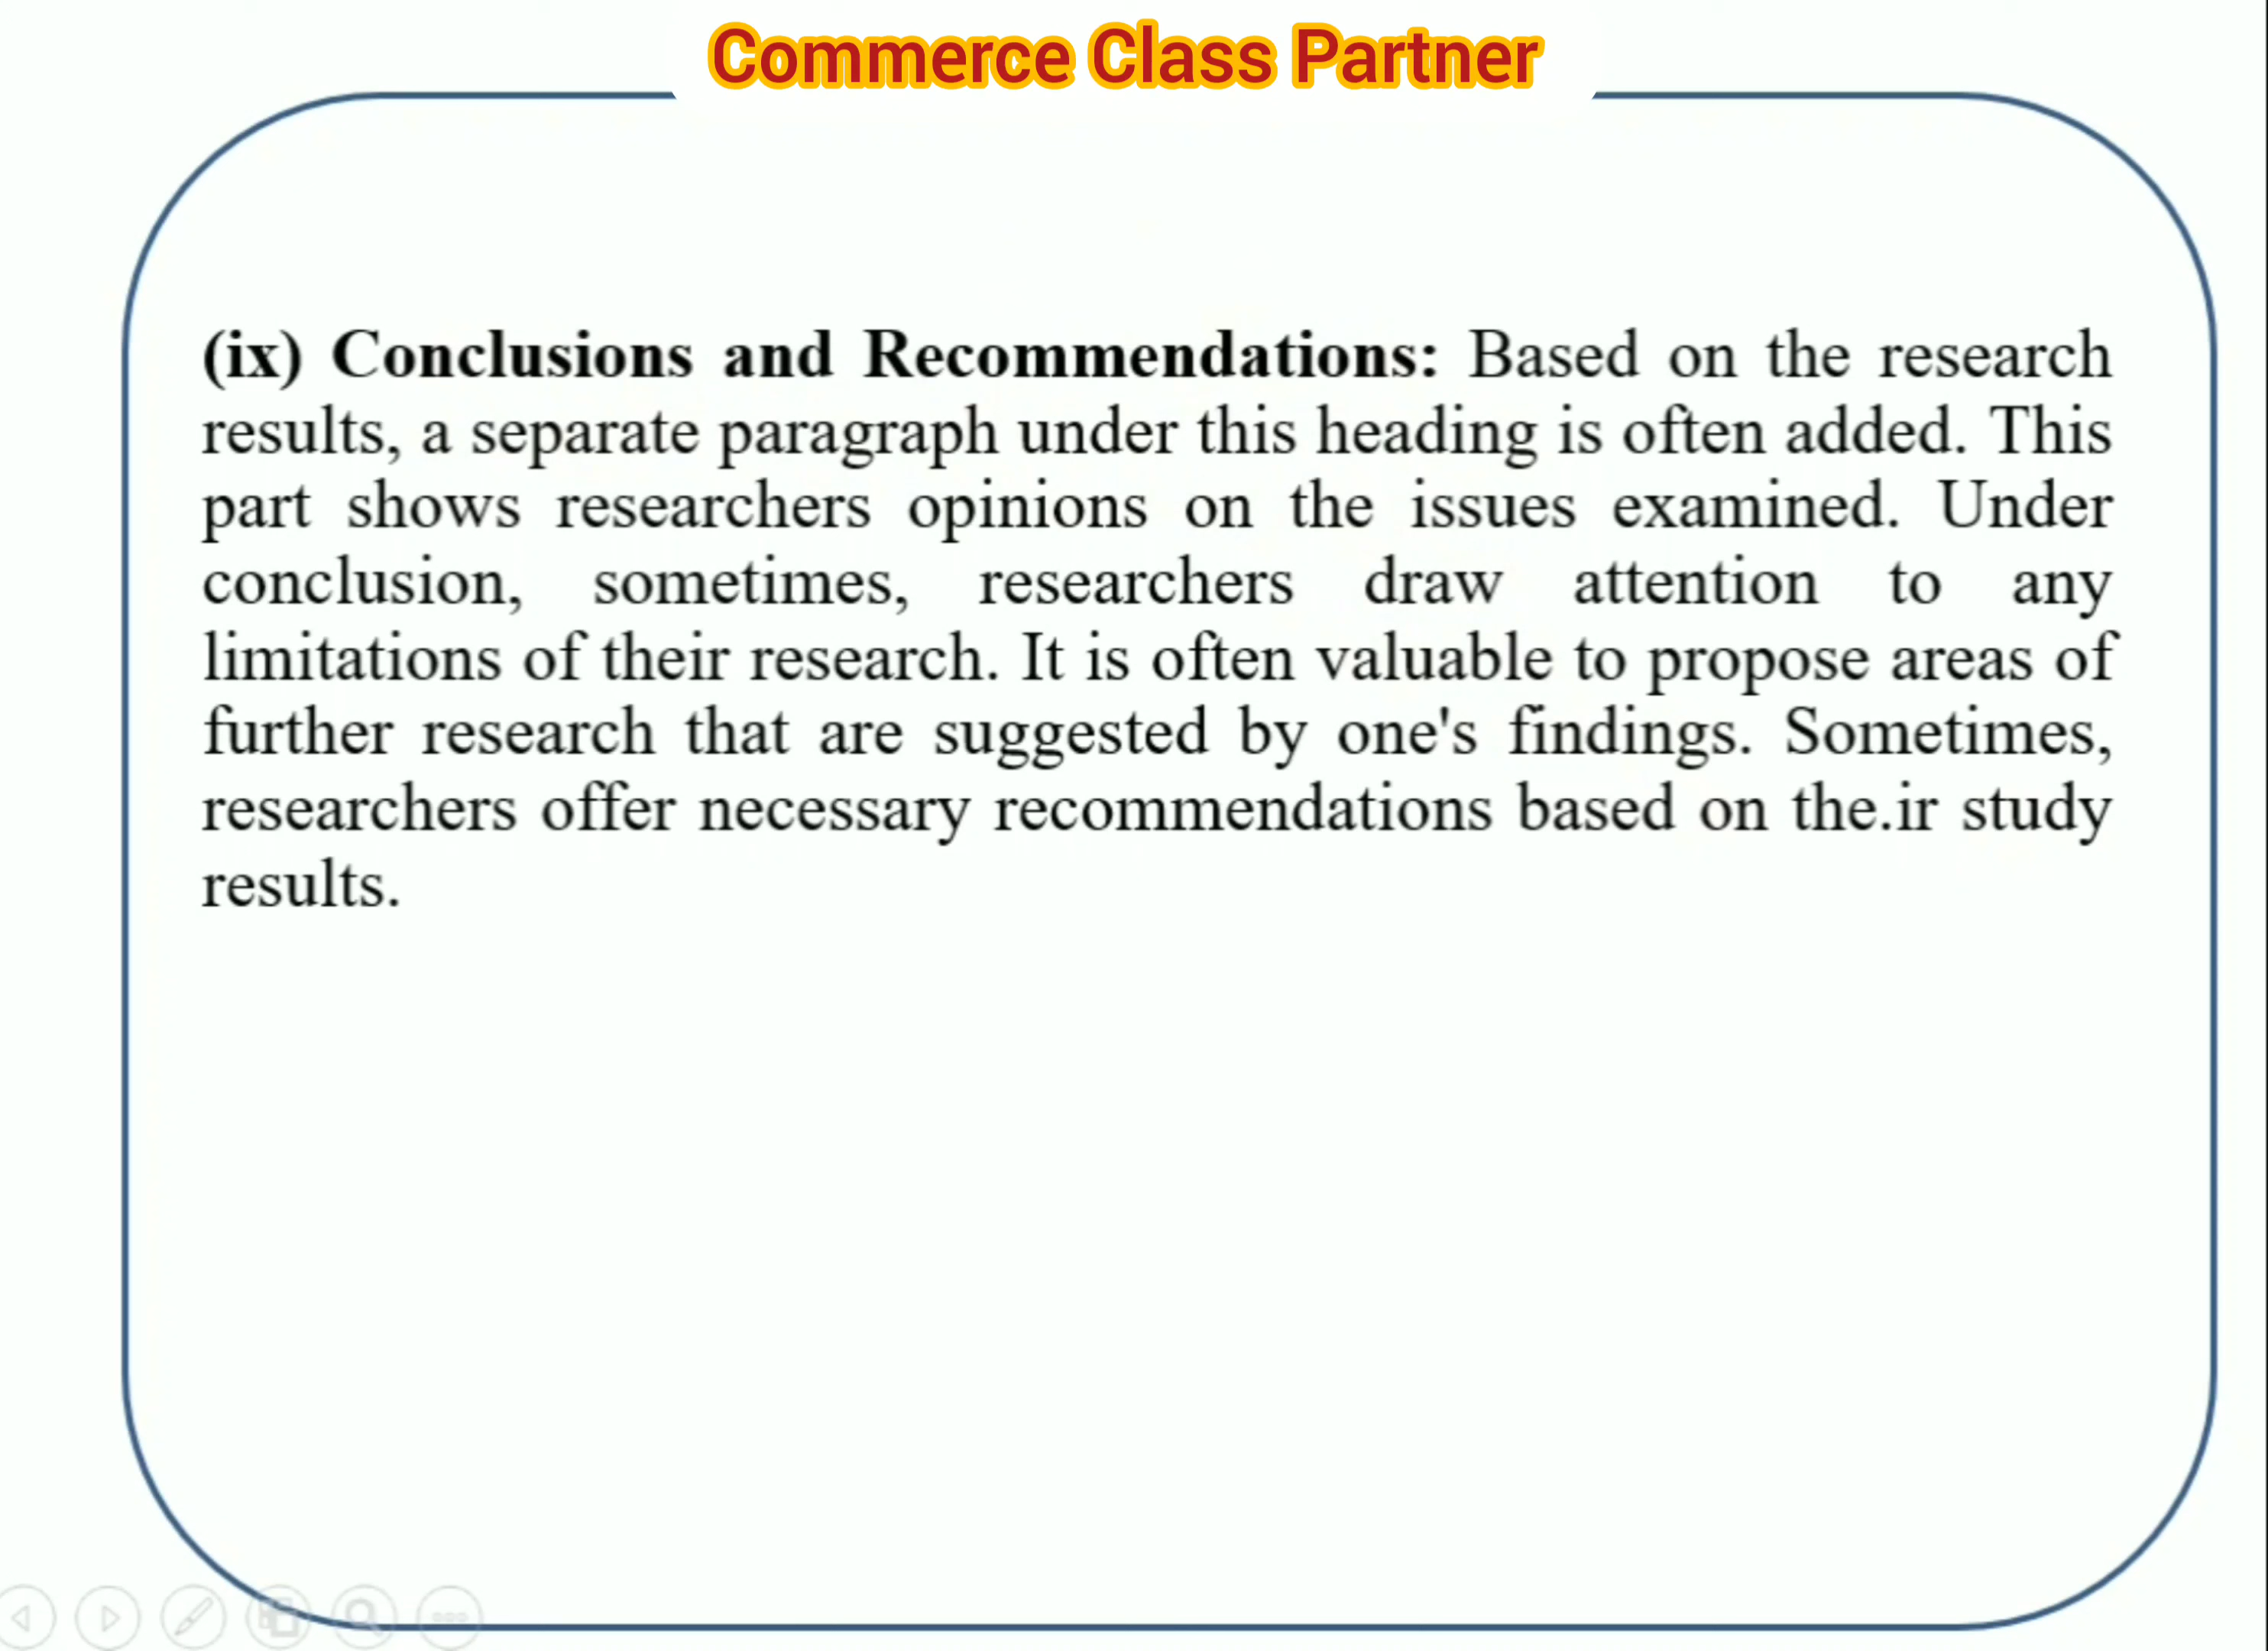 Commerce Class Partner
(ix) Conclusions and Recommendations: Based on the research
results, a separate paragraph under this heading is often added. This
part shows researchers opinions on the issues examined. Under
conclusion, sometimes, researchers draw attention to any
limitations of their research. It is often valuable to propose areas of
further research that are suggested by one's findings. Sometimes,
researchers offer necessary recommendations based on the.ir study
results.